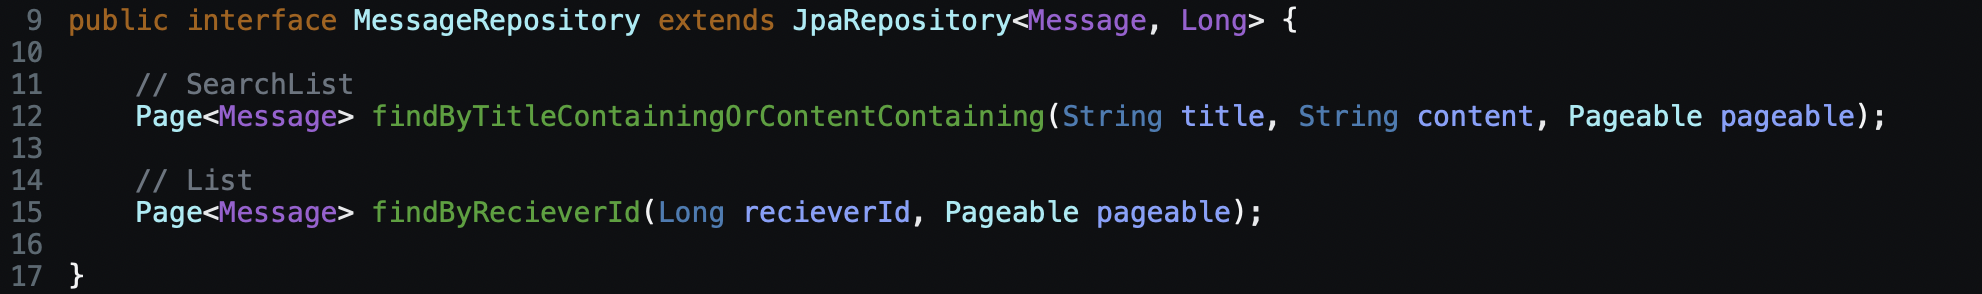 9 public interface MessageRepository extends JpaRepository<Message, Long> {
10
11     // SearchList
12     Page<Message> findByTitleContainingOrContentContaining(String title, String content, Pageable pageable);
13
14     // List
15     Page<Message> findByRecieverId(Long recieverId, Pageable pageable);
16
17 }